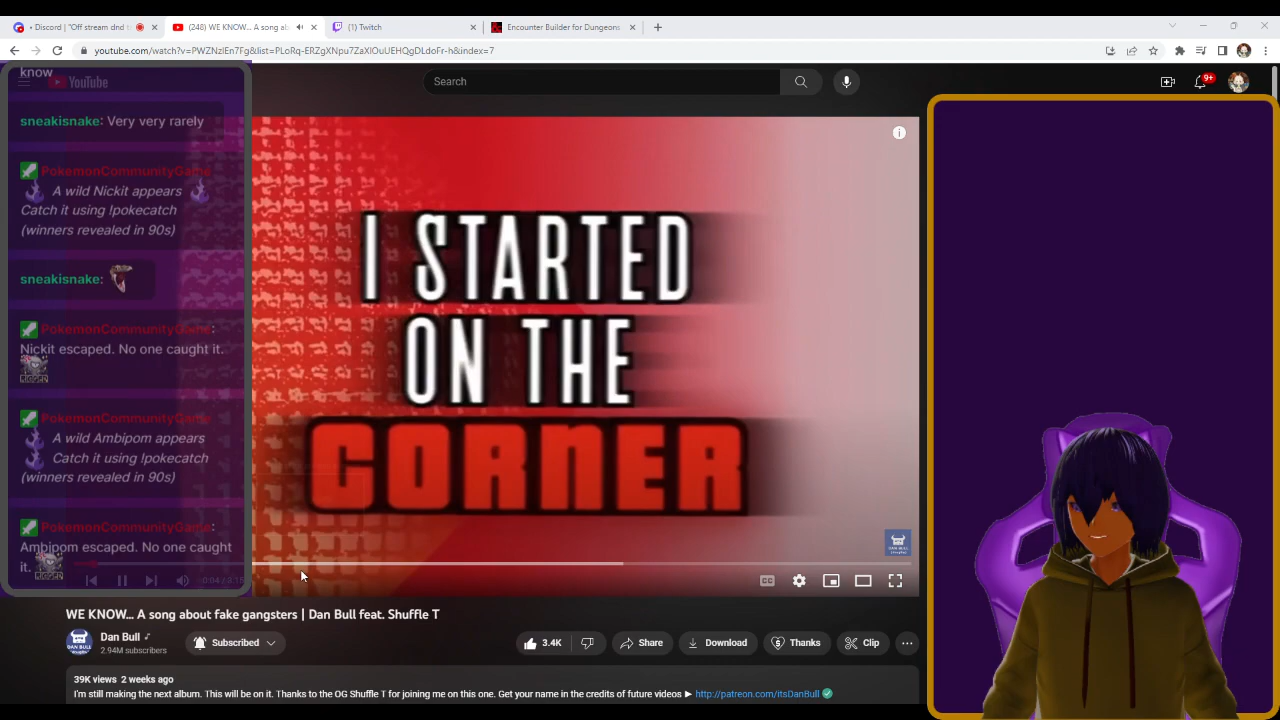 • Discord | "Off stream dnd t
(248) WE KNOW... A song ab
(1) Twitch
Encounter Builder for Dungeons
youtube.com/watch?v=PWZNzlEn7Fg&list=PLoRq-ERZgXNpu7ZaXlOuUEHQgDLdoFr-h&index=7
know
YouTube
Search
9+
sneakisnake: Very very rarely
PokemonCommunityGame:
A wild Nickit appears
Catch it using !pokecatch
(winners revealed in 90s)
sneakisnake:
PokemonCommunityGame:
Nickit escaped. No one caught it.
PokemonCommunityGame:
A wild Ambipom appears
Catch it using !pokecatch
(winners revealed in 90s)
PokemonCommunityGame:
Ambipom escaped. No one caught
it.
0:04 / 3:15
I STARTED
ON THE
CORNER
DAN BULL
CC
WE KNOW... A song about fake gangsters | Dan Bull feat. Shuffle T
Dan Bull
2.94M subscribers
Subscribed
3.4K
Share
Download
Thanks
Clip
39K views 2 weeks ago
I'm still making the next album. This will be on it. Thanks to the OG Shuffle T for joining me on this one. Get your name in the credits of future videos ► http://patreon.com/itsDanBull